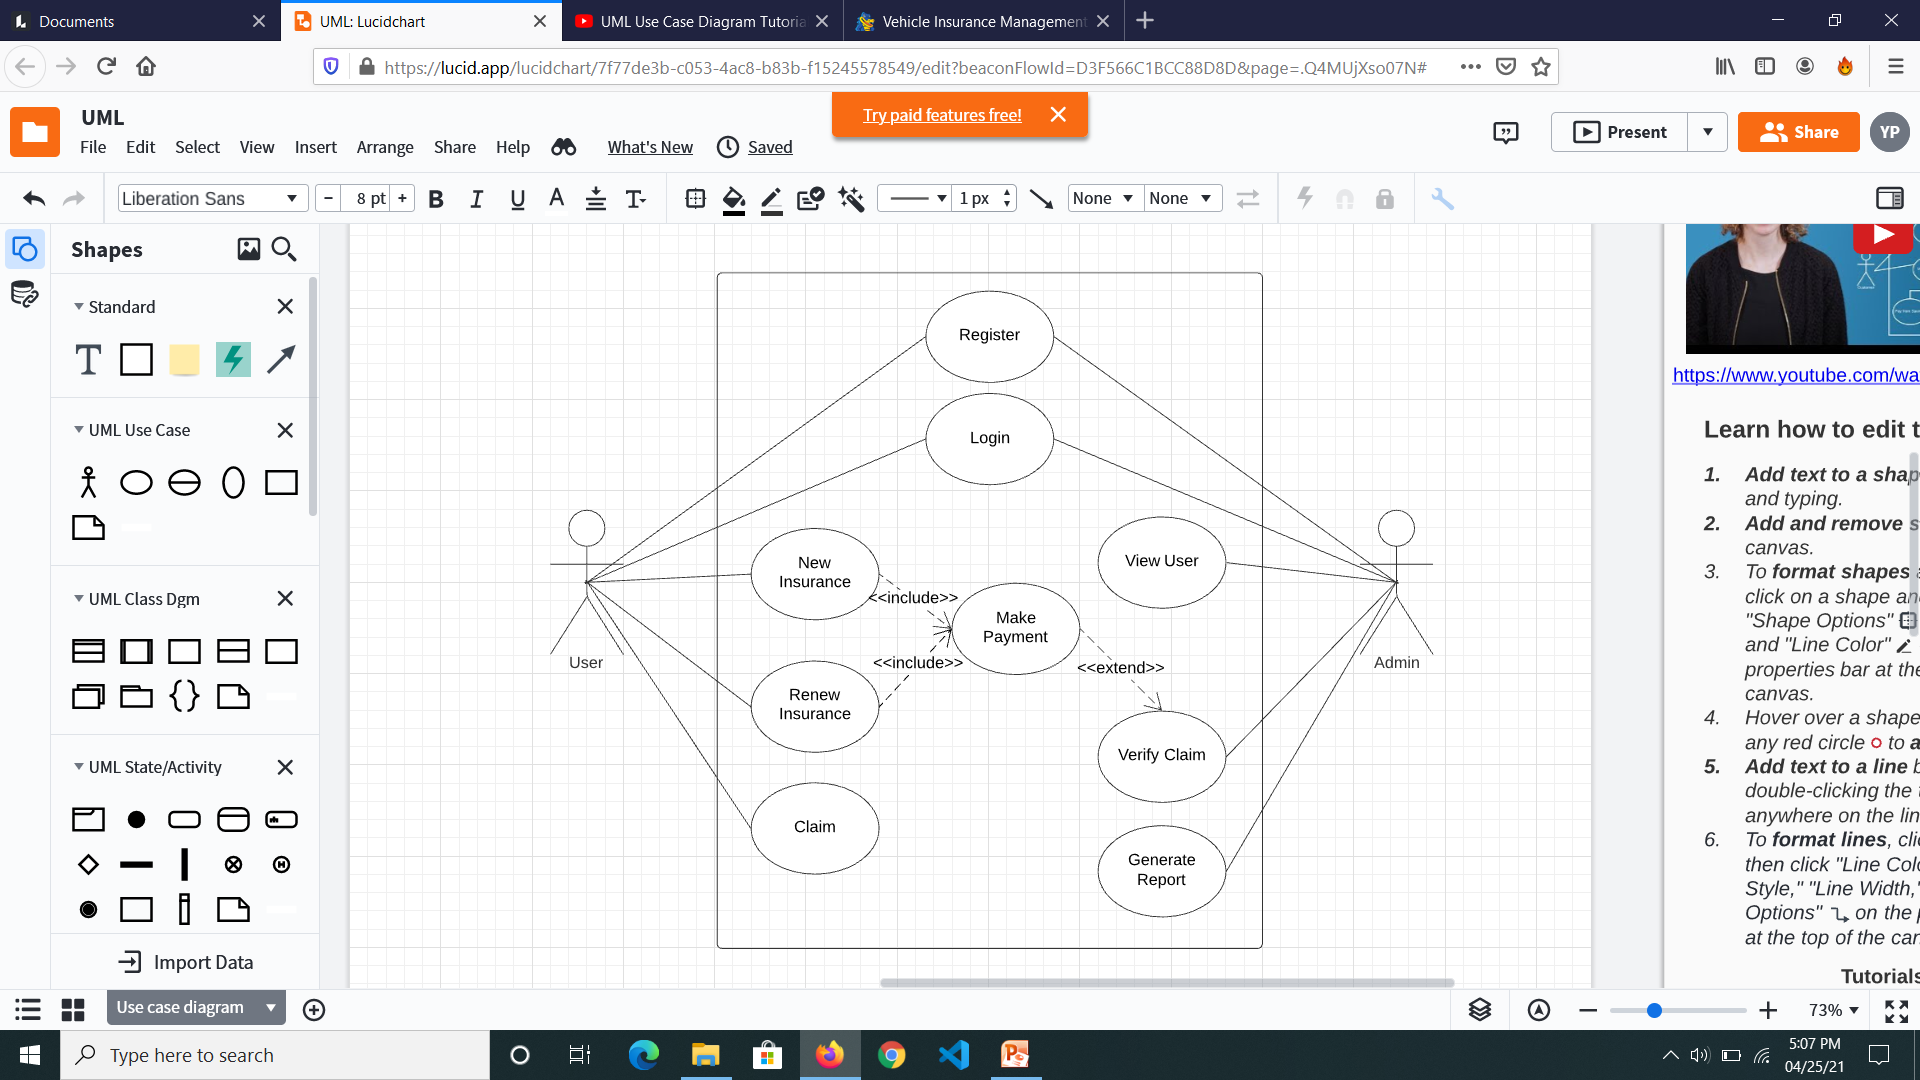 Documents
UML: Lucidchart
UML Use Case Diagram Tutoria
Vehicle Insurance Management
https://lucid.app/lucidchart/7f77de3b-c053-4ac8-b83b-f15245578549/edit?beaconFlowId=D3F566C1BCC88D8D&page=.Q4MUjXso07N#
UML
Try paid features free!
File Edit Select View Insert Arrange Share Help What's New Saved
Present
Share
YP
Liberation Sans
- 8 pt +
B I U A T
1 px
None
None
Shapes
Standard
T
UML Use Case
UML Class Dgm
UML State/Activity
Import Data
Register
Login
New
Insurance
View User
<<include>>
Make
Payment
<<include>>
<<extend>>
User
Admin
Renew
Insurance
Verify Claim
Claim
Generate
Report
https://www.youtube.com/wa
Learn how to edit t
1. Add text to a shap
and typing.
2. Add and remove s
canvas.
3. To format shapes a
click on a shape an
"Shape Options"
and "Line Color"
properties bar at the
canvas.
4. Hover over a shape
any red circle to a
5. Add text to a line b
double-clicking the t
anywhere on the lin
6. To format lines, clic
then click "Line Colo
Style," "Line Width,"
Options" on the p
at the top of the can
Tutorials
Use case diagram
73%
Type here to search
5:07 PM
04/25/21